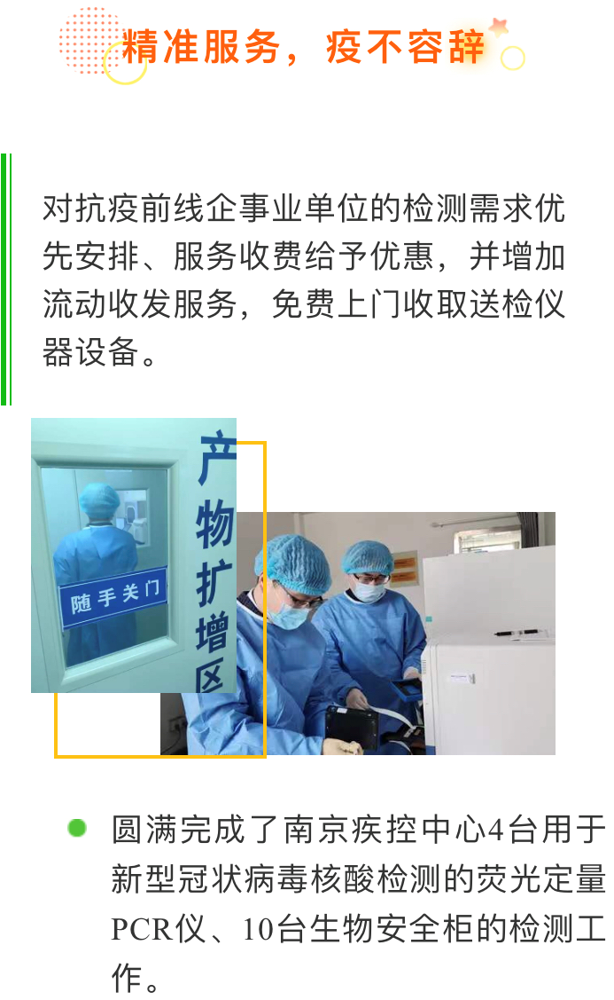 精准服务，疫不容辞
对抗疫前线企事业单位的检测需求优
先安排、服务收费给予优惠，并增加
流动收发服务，免费上门收取送检仪
器设备。
产物扩增区
随手关门
圆满完成了南京疾控中心4台用于
新型冠状病毒核酸检测的荧光定量
PCR仪、10台生物安全柜的检测工
作。